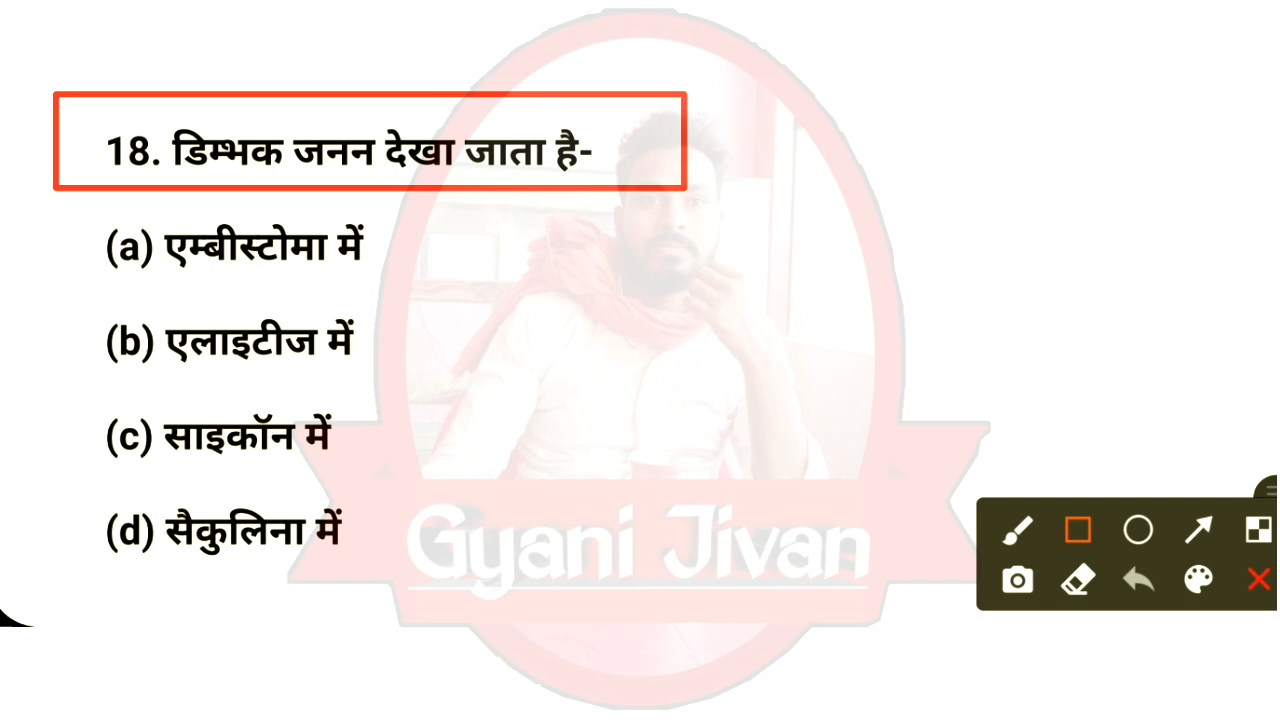 18. डिम्भक जनन देखा जाता है-
(a) एम्बीस्टोमा में
(b) एलाइटीज में
(c) साइकॉन में
(d) सैकुलिना में
Gyani Jivan